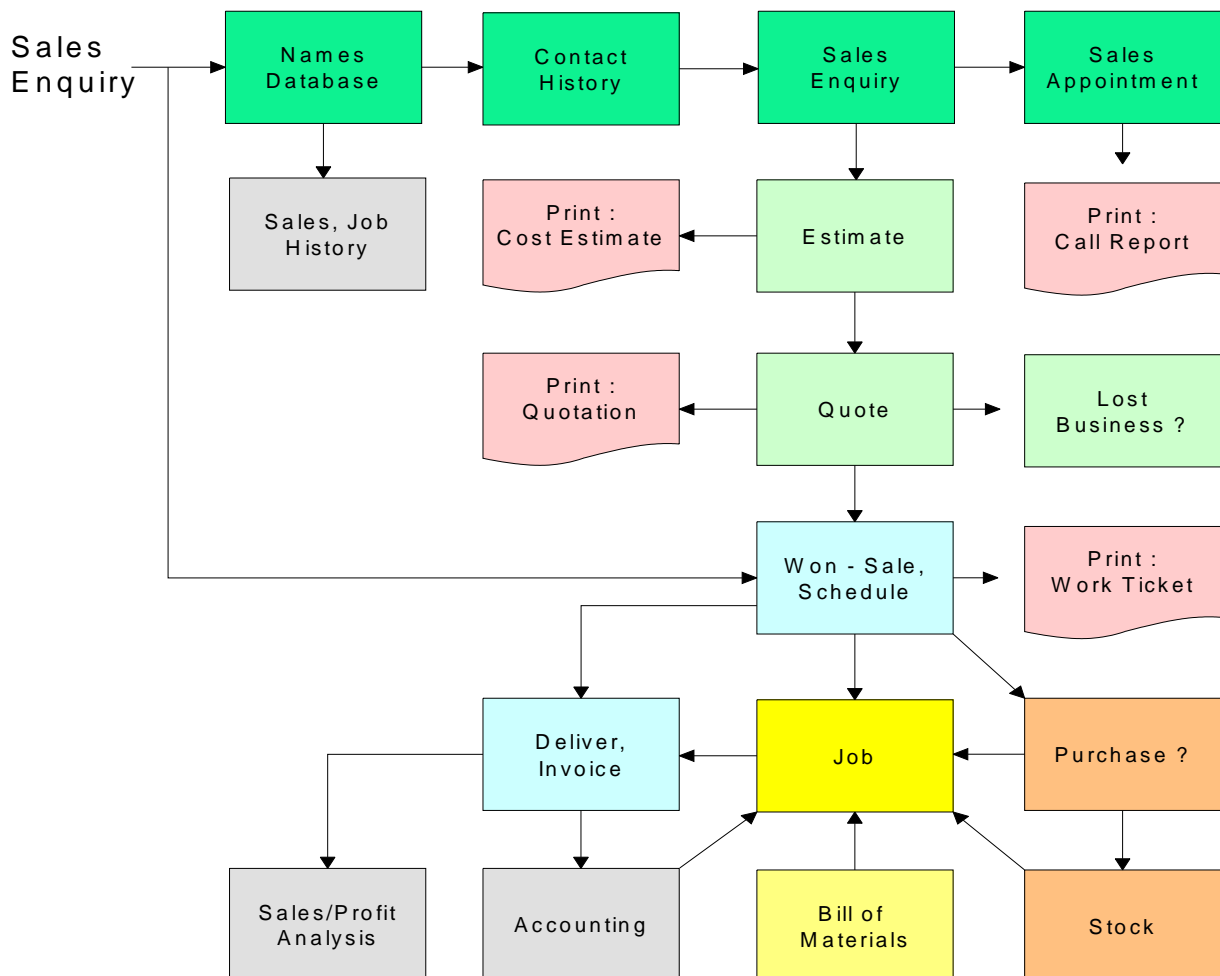 Sales
Enquiry
Names
Database
Contact
History
Sales
Enquiry
Sales
Appointment
Sales, Job
History
Print :
Cost Estimate
Estimate
Print :
Call Report
Print :
Quotation
Quote
Lost
Business ?
Won - Sale,
Schedule
Print :
Work Ticket
Deliver,
Invoice
Job
Purchase ?
Sales/Profit
Analysis
Accounting
Bill of
Materials
Stock